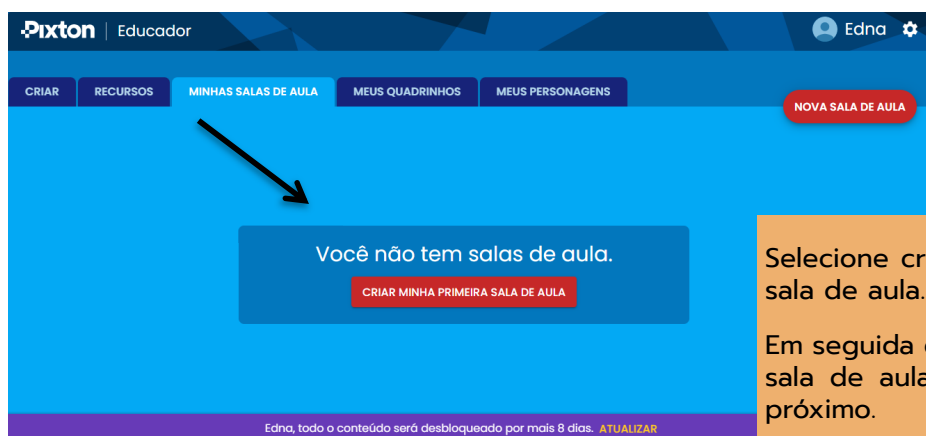 Pixton | Educador
Edna
CRIAR RECURSOS MINHAS SALAS DE AULA MEUS QUADRINHOS MEUS PERSONAGENS
NOVA SALA DE AULA
Você não tem salas de aula.
CRIAR MINHA PRIMEIRA SALA DE AULA
Selecione
sala de aula.
Em seguida
sala de aula
próximo.
Edna, todo o conteúdo será desbloqueado por mais 8 dias. ATUALIZAR